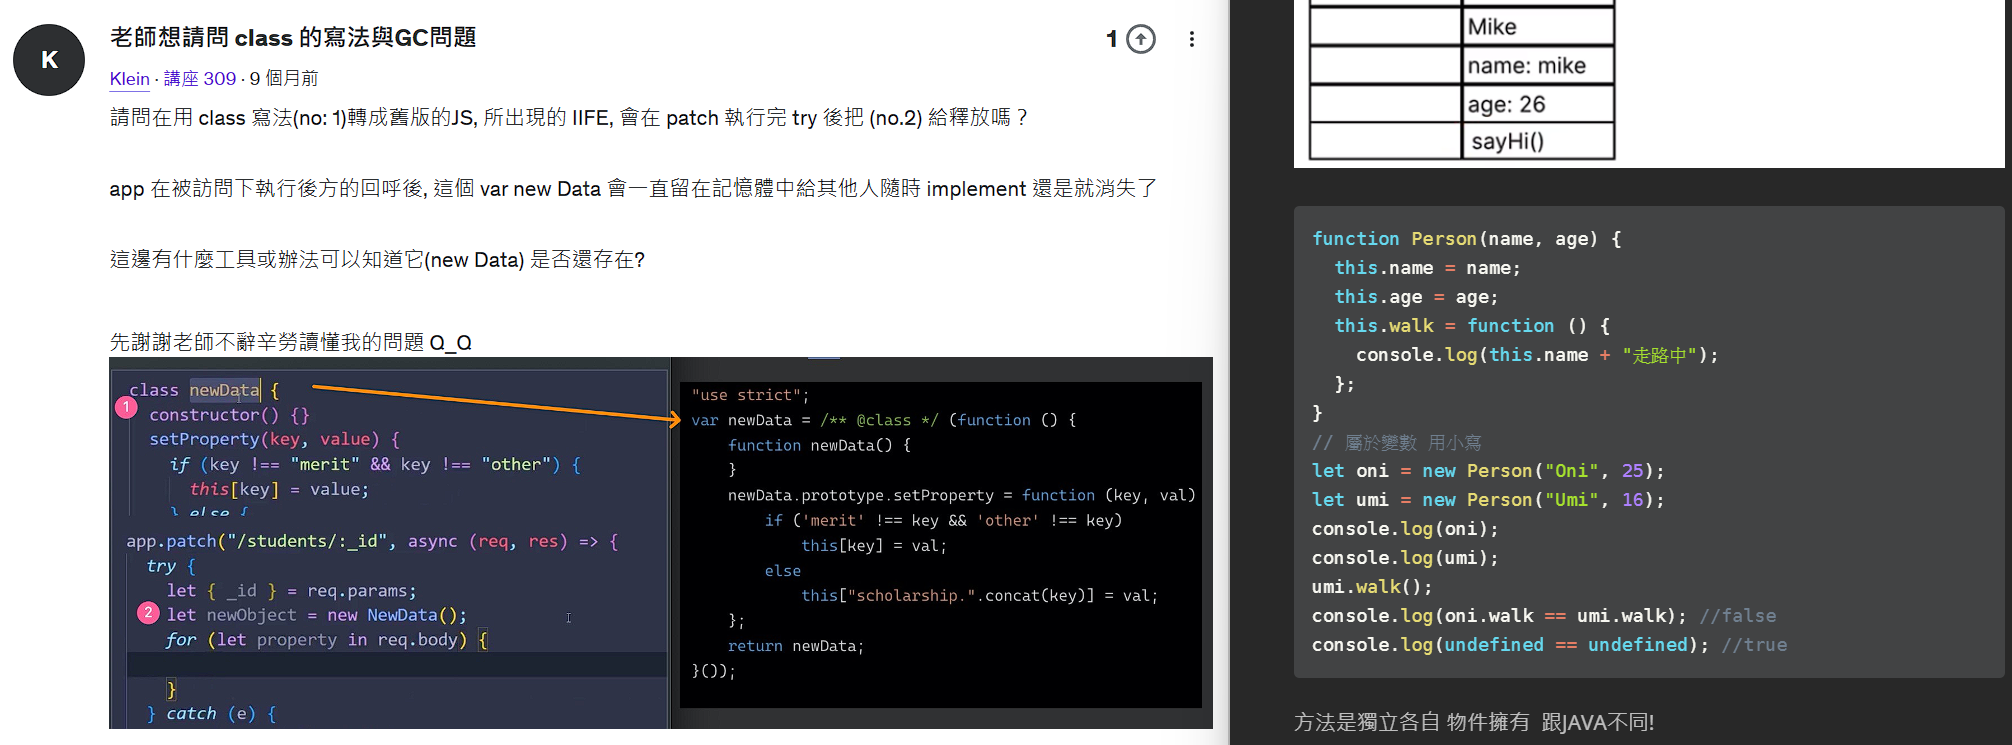 K
老師想請問 class 的寫法與GC問題
1
Klein · 講座 309 · 9 個月前
請問在用 class 寫法(no: 1)轉成舊版的JS, 所出現的 IIFE, 會在 patch 執行完 try 後把 (no.2) 給釋放嗎？
app 在被訪問下執行後方的回呼後, 這個 var new Data 會一直留在記憶體中給其他人隨時 implement 還是就消失了
這邊有什麼工具或辦法可以知道它(new Data) 是否還存在?
先謝謝老師不辭辛勞讀懂我的問題 Q_Q
class newData {
1
constructor() {}
setProperty(key, value) {
if (key !== "merit" && key !== "other") {
this[key] = value;
} else {
app.patch("/students/:_id", async (req, res) => {
try {
let { _id } = req.params;
2
let newObject = new NewData();
for (let property in req.body) {
}
} catch (e) {
"use strict";
var newData = /** @class */ (function () {
function newData() {
}
newData.prototype.setProperty = function (key, val)
if ('merit' !== key && 'other' !== key)
this[key] = val;
else
this["scholarship.".concat(key)] = val;
};
return newData;
}());
Mike
name: mike
age: 26
sayHi()
function Person(name, age) {
this.name = name;
this.age = age;
this.walk = function () {
console.log(this.name + "走路中");
};
}
// 屬於變數 用小寫
let oni = new Person("Oni", 25);
let umi = new Person("Umi", 16);
console.log(oni);
console.log(umi);
umi.walk();
console.log(oni.walk == umi.walk); //false
console.log(undefined == undefined); //true
方法是獨立各自 物件擁有 跟JAVA不同!